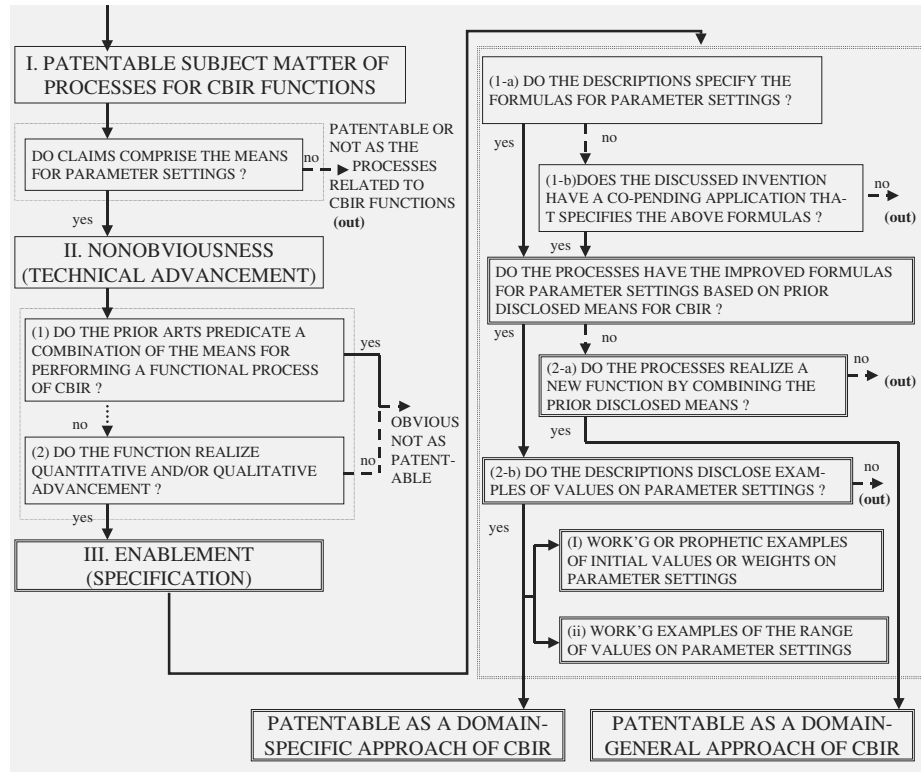 I. PATENTABLE SUBJECT MATTER OF
PROCESSES FOR CBIR FUNCTIONS
DO CLAIMS COMPRISE THE MEANS
FOR PARAMETER SETTINGS ?
no
PATENTABLE OR
NOT AS THE
PROCESSES
RELATED TO
CBIR FUNCTIONS
(out)
yes
II. NONOBVIOUSNESS
(TECHNICAL ADVANCEMENT)
(1) DO THE PRIOR ARTS PREDICATE A
COMBINATION OF THE MEANS FOR
PERFORMING A FUNCTIONAL PROCESS
OF CBIR ?
yes
no
OBVIOUS
NOT AS
PATENT-
ABLE
(2) DO THE FUNCTION REALIZE
QUANTITATIVE AND/OR QUALITATIVE
ADVANCEMENT ?
no
yes
III. ENABLEMENT
(SPECIFICATION)
(1-a) DO THE DESCRIPTIONS SPECIFY THE
FORMULAS FOR PARAMETER SETTINGS ?
yes
no
(1-b)DOES THE DISCUSSED INVENTION
HAVE A CO-PENDING APPLICATION THA-
T SPECIFIES THE ABOVE FORMULAS ?
no
(out)
yes
DO THE PROCESSES HAVE THE IMPROVED FORMULAS
FOR PARAMETER SETTINGS BASED ON PRIOR
DISCLOSED MEANS FOR CBIR ?
yes
no
(2-a) DO THE PROCESSES REALIZE A
NEW FUNCTION BY COMBINING THE
PRIOR DISCLOSED MEANS ?
no
(out)
yes
(2-b) DO THE DESCRIPTIONS DISCLOSE EXAM-
PLES OF VALUES ON PARAMETER SETTINGS ?
no
(out)
yes
(I) WORK'G OR PROPHETIC EXAMPLES
OF INITIAL VALUES OR WEIGHTS ON
PARAMETER SETTINGS
(ii) WORK'G EXAMPLES OF THE RANGE
OF VALUES ON PARAMETER SETTINGS
PATENTABLE AS A DOMAIN-
SPECIFIC APPROACH OF CBIR
PATENTABLE AS A DOMAIN-
GENERAL APPROACH OF CBIR